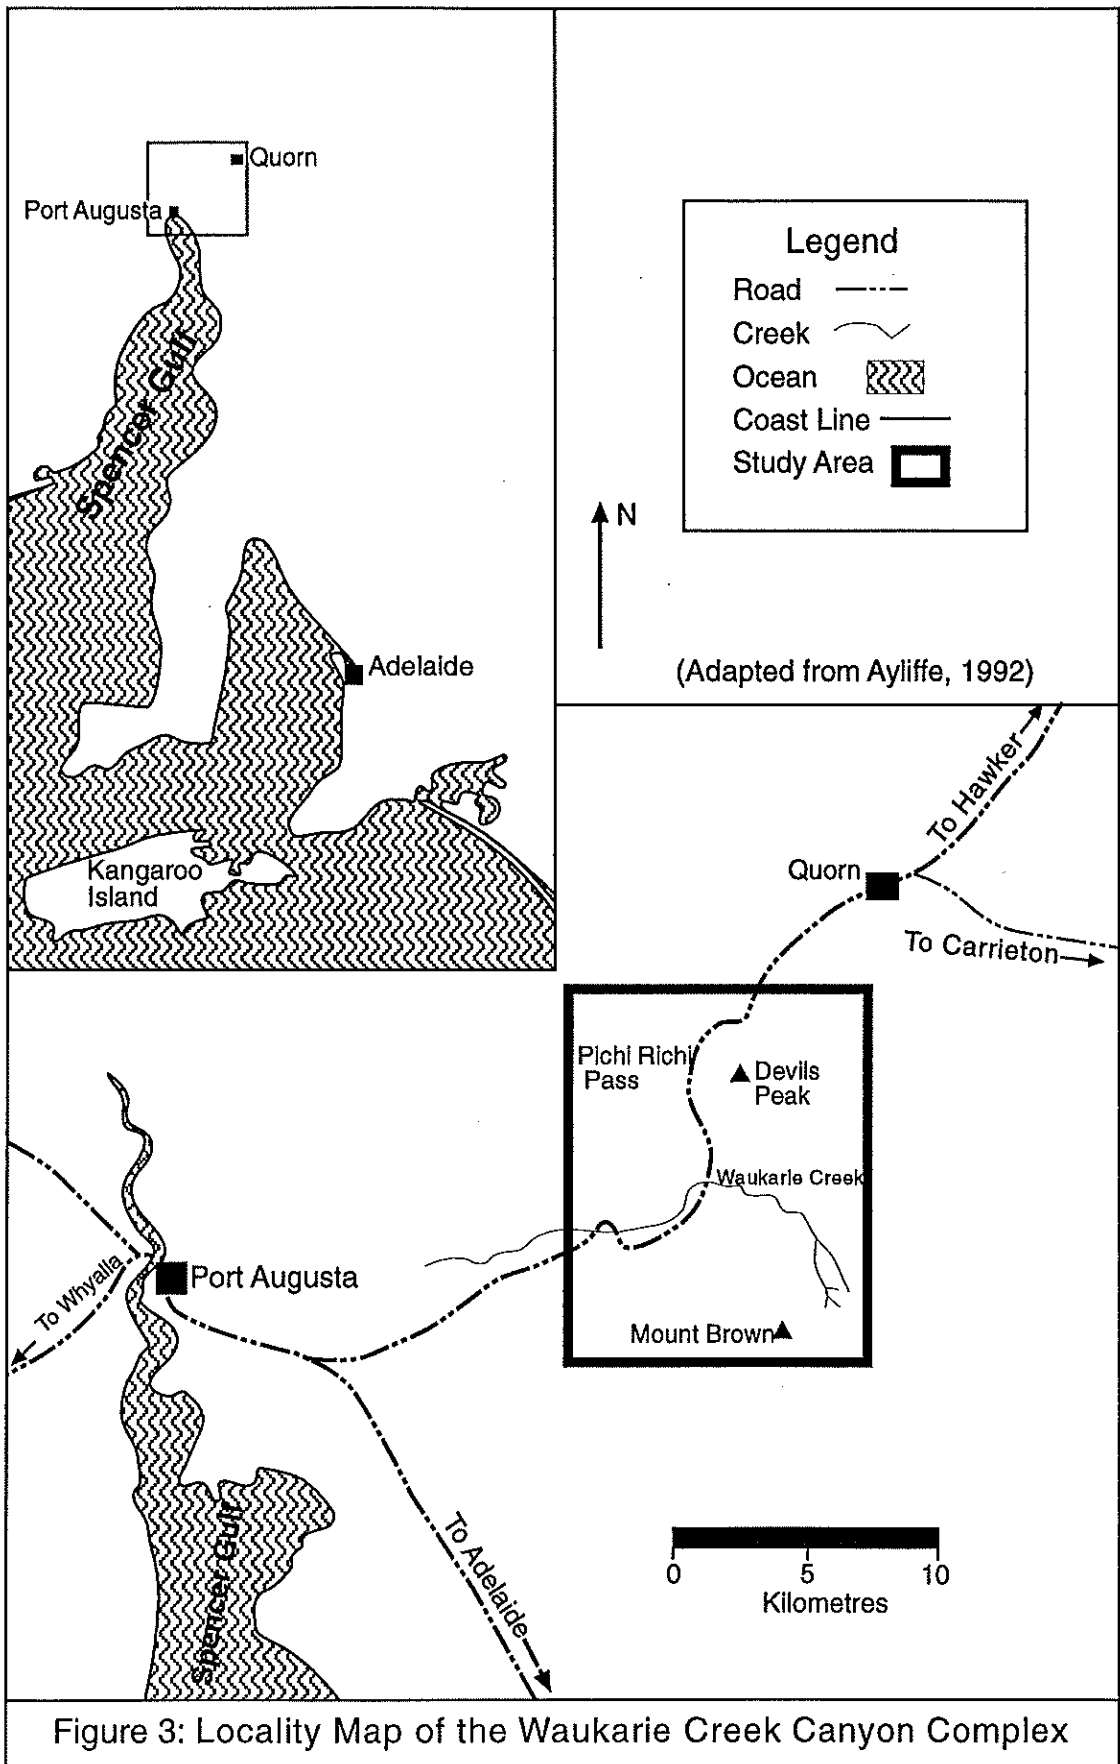 Quorn
Port Augusta
Spencer Gulf
Adelaide
Kangaroo
Island
Legend
Road
Creek
Ocean
Coast Line
Study Area
N
(Adapted from Ayliffe, 1992)
To Hawker
Quorn
To Carrieton
Pichi Richi
Pass
Devils
Peak
Waukarie Creek
Port Augusta
To Whyalla
Mount Brown
To Adelaide
Spencer Gulf
0 5 10
Kilometres
Figure 3: Locality Map of the Waukarie Creek Canyon Complex